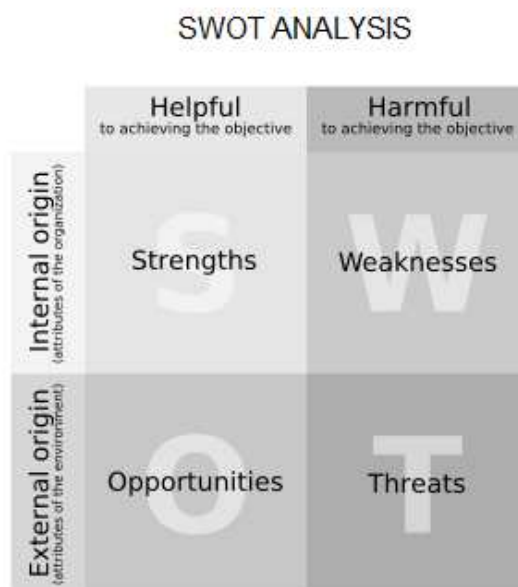 SWOT ANALYSIS
Helpful
to achieving the objective
Harmful
to achieving the objective
Internal origin
(attributes of the organization)
S
Strengths
W
Weaknesses
External origin
(attributes of the environment)
O
Opportunities
T
Threats